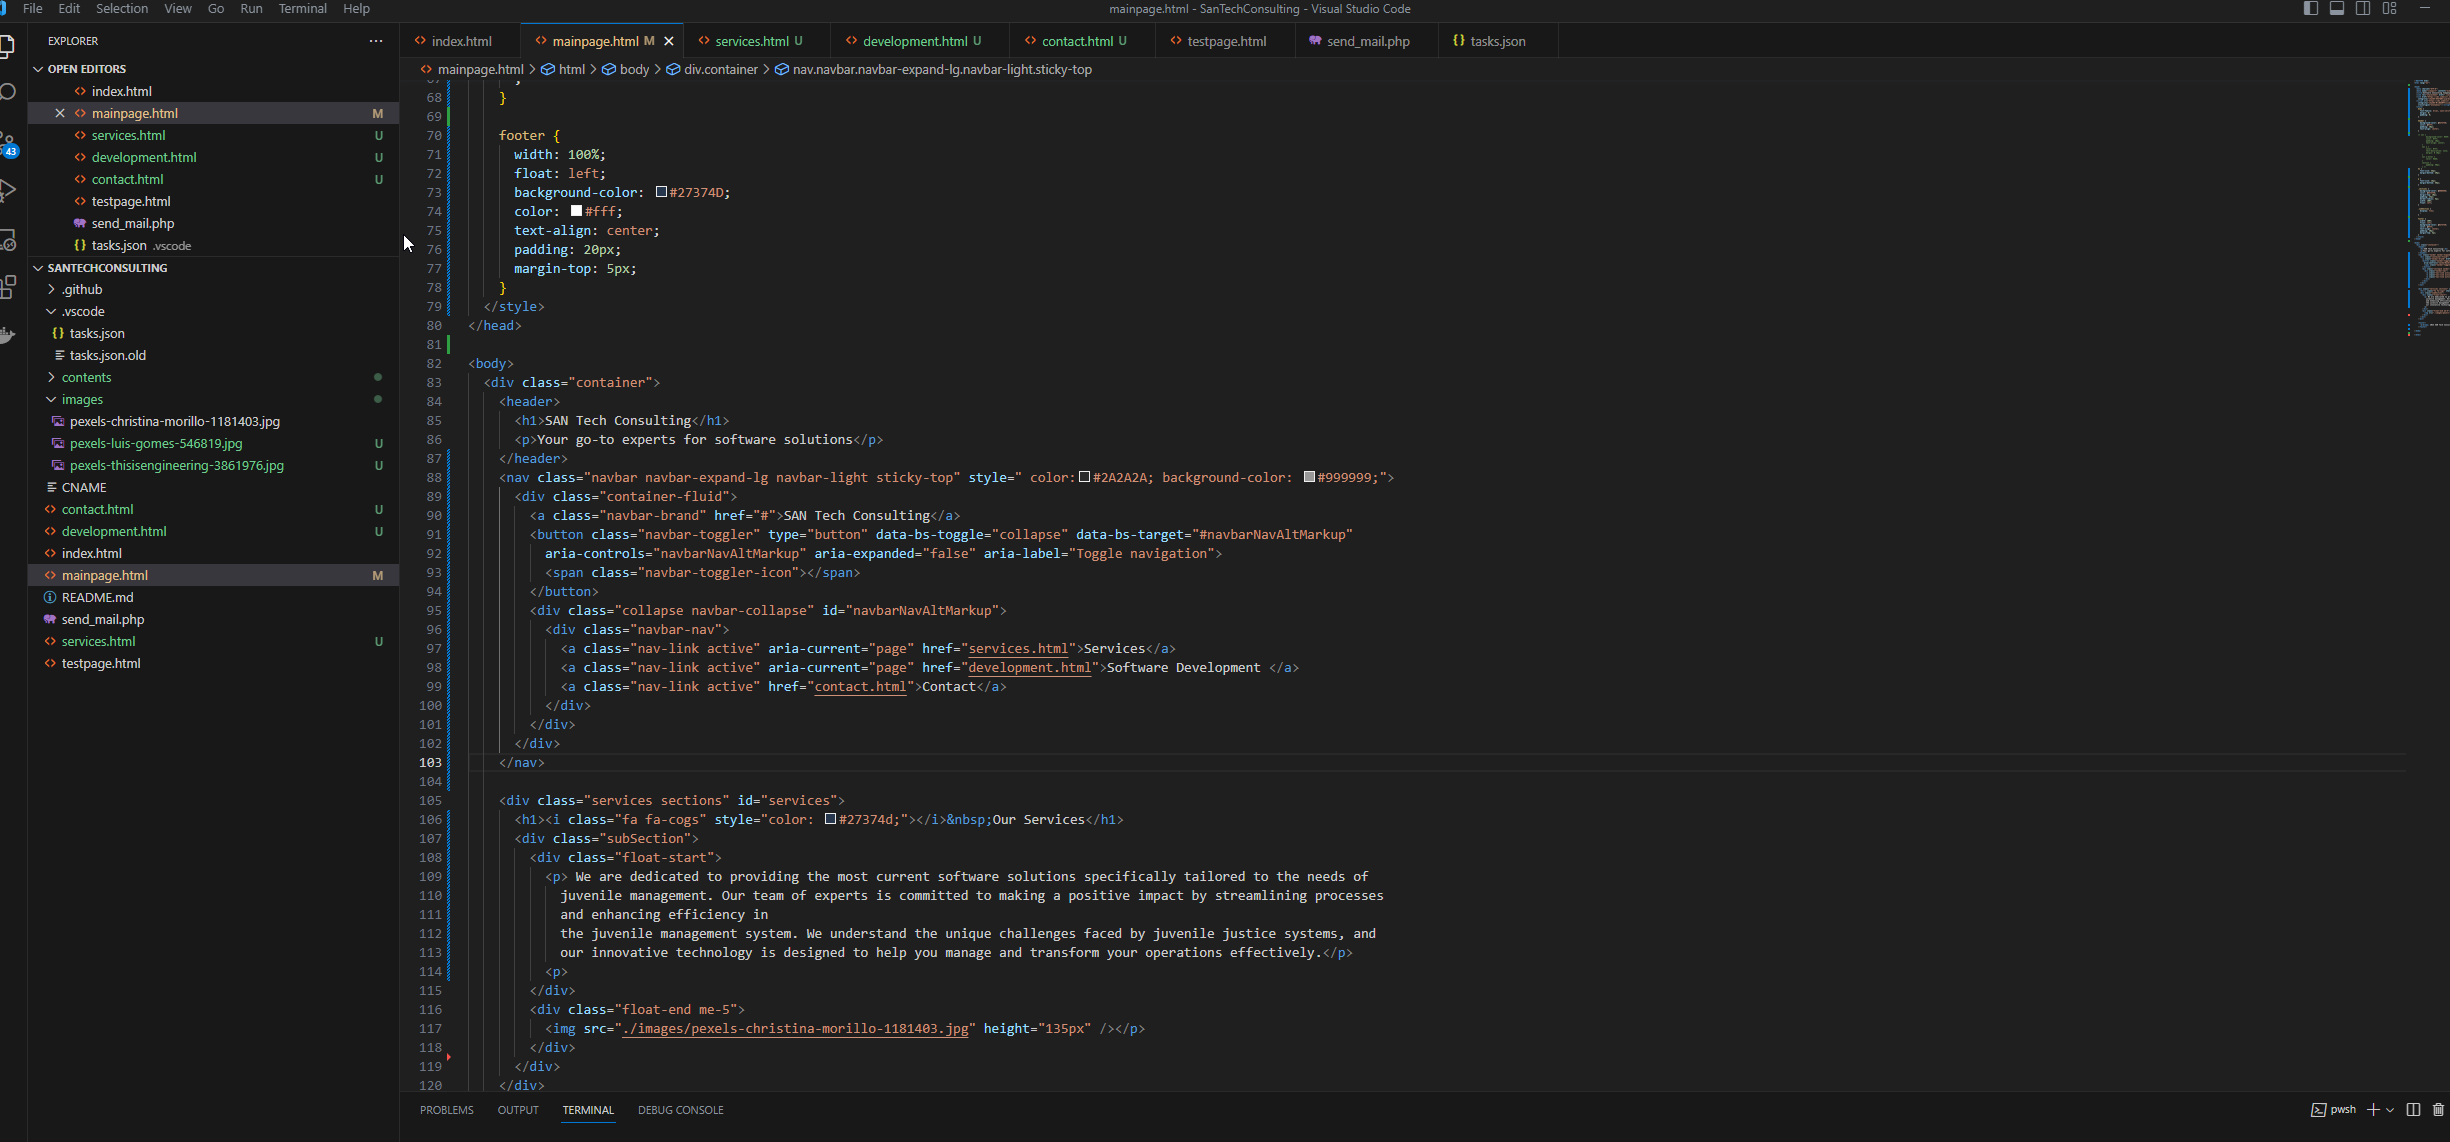 File Edit Selection View Go Run Terminal Help
mainpage.html - SanTechConsulting - Visual Studio Code
EXPLORER
OPEN EDITORS
index.html
mainpage.html M
services.html U
development.html U
contact.html U
testpage.html
send_mail.php
{} tasks.json .vscode
43
SANTECHCONSULTING
.github
.vscode
{} tasks.json
tasks.json.old
contents
images
pexels-christina-morillo-1181403.jpg
pexels-luis-gomes-546819.jpg U
pexels-thisisengineering-3861976.jpg U
CNAME
contact.html U
development.html U
index.html
mainpage.html M
README.md
send_mail.php
services.html U
testpage.html
index.html mainpage.html M services.html U development.html U contact.html U testpage.html send_mail.php {} tasks.json
mainpage.html > html > body > div.container > nav.navbar.navbar-expand-lg.navbar-light.sticky-top
68 }
69
70 footer {
71 width: 100%;
72 float: left;
73 background-color: #27374D;
74 color: #fff;
75 text-align: center;
76 padding: 20px;
77 margin-top: 5px;
78 }
79 </style>
80 </head>
81
82 <body>
83 <div class="container">
84 <header>
85 <h1>SAN Tech Consulting</h1>
86 <p>Your go-to experts for software solutions</p>
87 </header>
88 <nav class="navbar navbar-expand-lg navbar-light sticky-top" style=" color:#2A2A2A; background-color: #999999;">
89 <div class="container-fluid">
90 <a class="navbar-brand" href="#">SAN Tech Consulting</a>
91 <button class="navbar-toggler" type="button" data-bs-toggle="collapse" data-bs-target="#navbarNavAltMarkup"
92 aria-controls="navbarNavAltMarkup" aria-expanded="false" aria-label="Toggle navigation">
93 <span class="navbar-toggler-icon"></span>
94 </button>
95 <div class="collapse navbar-collapse" id="navbarNavAltMarkup">
96 <div class="navbar-nav">
97 <a class="nav-link active" aria-current="page" href="services.html">Services</a>
98 <a class="nav-link active" aria-current="page" href="development.html">Software Development </a>
99 <a class="nav-link active" href="contact.html">Contact</a>
100 </div>
101 </div>
102 </div>
103 </nav>
104
105 <div class="services sections" id="services">
106 <h1><i class="fa fa-cogs" style="color: #27374d;"></i>&nbsp;Our Services</h1>
107 <div class="subSection">
108 <div class="float-start">
109 <p> We are dedicated to providing the most current software solutions specifically tailored to the needs of
110 juvenile management. Our team of experts is committed to making a positive impact by streamlining processes
111 and enhancing efficiency in
112 the juvenile management system. We understand the unique challenges faced by juvenile justice systems, and
113 our innovative technology is designed to help you manage and transform your operations effectively.</p>
114 <p>
115 </div>
116 <div class="float-end me-5">
117 <img src="./images/pexels-christina-morillo-1181403.jpg" height="135px" /></p>
118 </div>
119 </div>
120 </div>
PROBLEMS OUTPUT TERMINAL DEBUG CONSOLE
pwsh